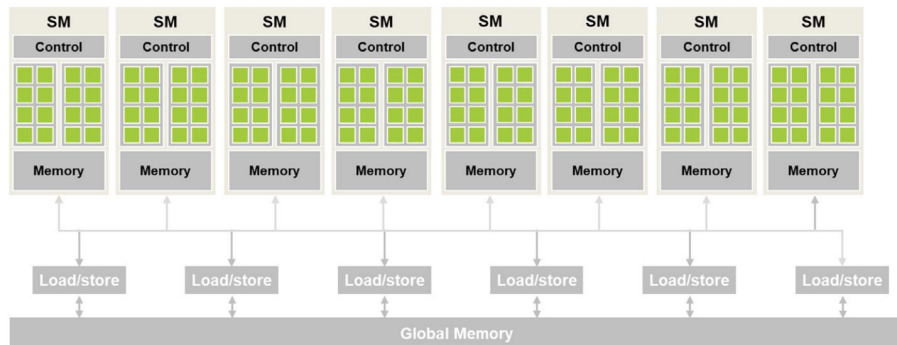 SM SM SM SM SM SM SM SM
Control Control Control Control Control Control Control Control
Memory Memory Memory Memory Memory Memory Memory Memory
Load/store Load/store Load/store Load/store Load/store Load/store
Global Memory